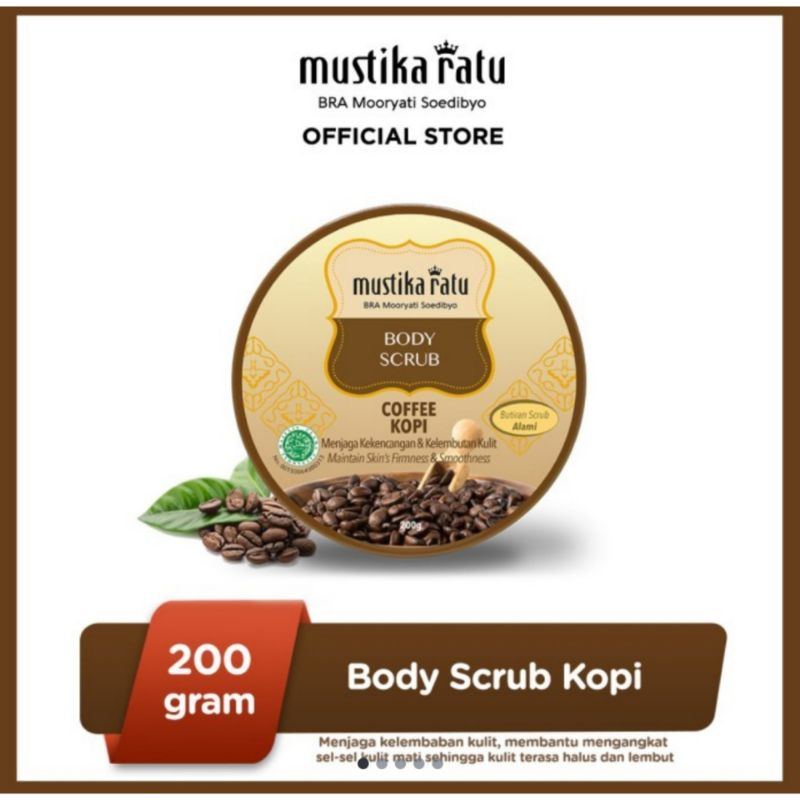 mustika ratu
BRA Mooryati Soedibyo
OFFICIAL STORE
mustika ratu
BRA Mooryati Soedibyo
BODY
SCRUB
COFFEE
KOPI
Butiran Scrub
Alami
Menjaga Kekencangan & Kelembutan Kulit
Maintain Skin's Firmness & Smoothness
200g
200
gram
Body Scrub Kopi
Menjaga kelembaban kulit, membantu mengangkat
sel-sel kulit mati sehingga kulit terasa halus dan lembut